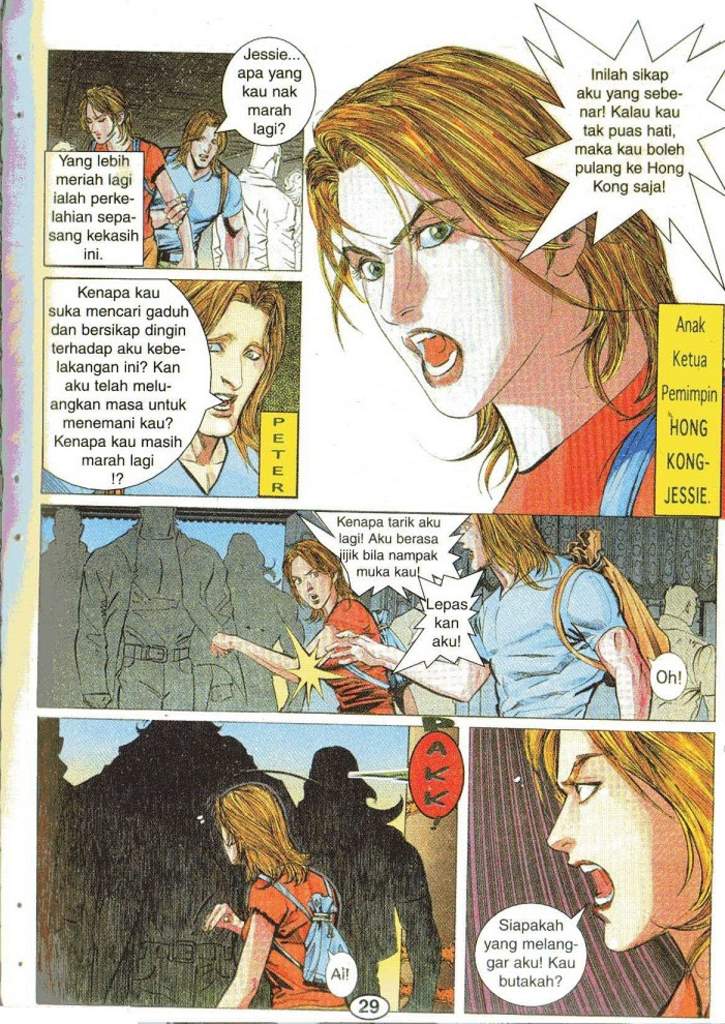 Jessie...
apa yang
kau nak
marah
lagi?
Yang lebih
meriah lagi
ialah perke-
lahian sepa-
sang kekasih
ini.
Inilah sikap
aku yang sebe-
nar! Kalau kau
tak puas hati,
maka kau boleh
pulang ke Hong
Kong saja!
Kenapa kau
suka mencari gaduh
dan bersikap dingin
terhadap aku kebe-
lakangan ini? Kan
aku telah melu-
angkan masa untuk
menemani kau?
Kenapa kau masih
marah lagi
!?
PETER
Anak
Ketua
Pemimpin
HONG
KONG-
JESSIE.
Kenapa tarik aku
lagi! Aku berasa
jijik bila nampak
muka kau!
Lepas
kan
aku!
Oh!
PAKK!
Ai!
Siapakah
yang melang-
gar aku! Kau
butakah?
29